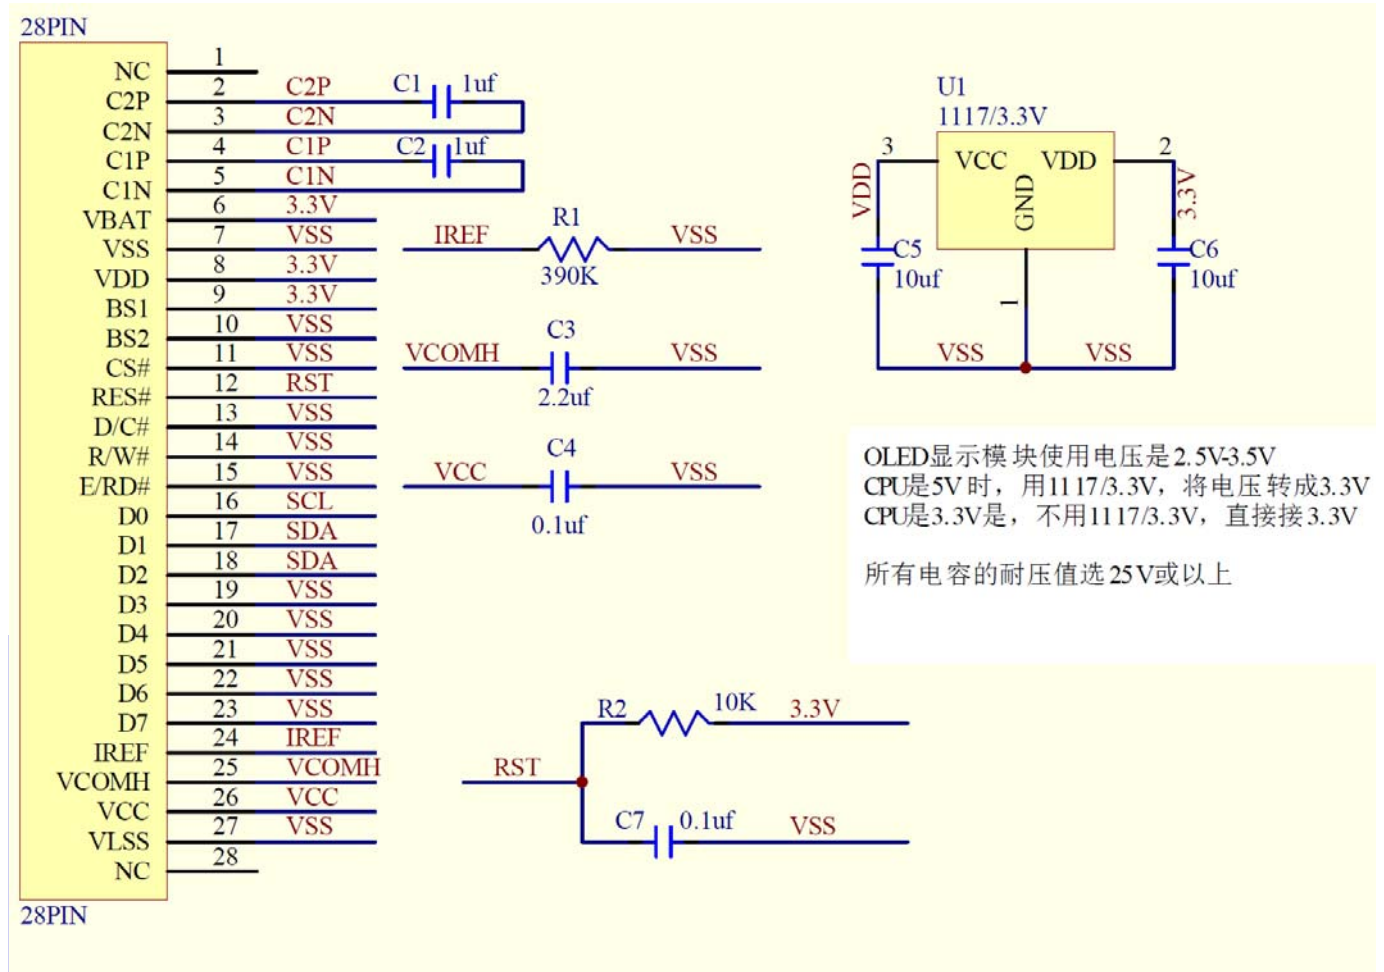 28PIN
NC 1
C2P 2 C2P C1 1uf
C2N 3 C2N
C1P 4 C1P C2 1uf
C1N 5 C1N
VBAT 6 3.3V
VSS 7 VSS
VDD 8 3.3V
BS1 9 3.3V
BS2 10 VSS
CS# 11 VSS
RES# 12 RST
D/C# 13 VSS
R/W# 14 VSS
E/RD# 15 VSS
D0 16 SCL
D1 17 SDA
D2 18 SDA
D3 19 VSS
D4 20 VSS
D5 21 VSS
D6 22 VSS
D7 23 VSS
IREF 24 IREF
VCOMH 25 VCOMH
VCC 26 VCC
VLSS 27 VSS
NC 28
28PIN
R1
IREF VSS
390K
C3
VCOMH VSS
2.2uf
C4
VCC VSS
0.1uf
R2 10K 3.3V
RST
C7 0.1uf VSS
U1
1117/3.3V
3 VCC VDD 2
VDD GND 3.3V
C5 C6
10uf 10uf
1
VSS VSS
OLED显示模块使用电压是2.5V-3.5V
CPU是5V时，用1117/3.3V，将电压转成3.3V
CPU是3.3V是，不用1117/3.3V，直接接3.3V
所有电容的耐压值选25V或以上